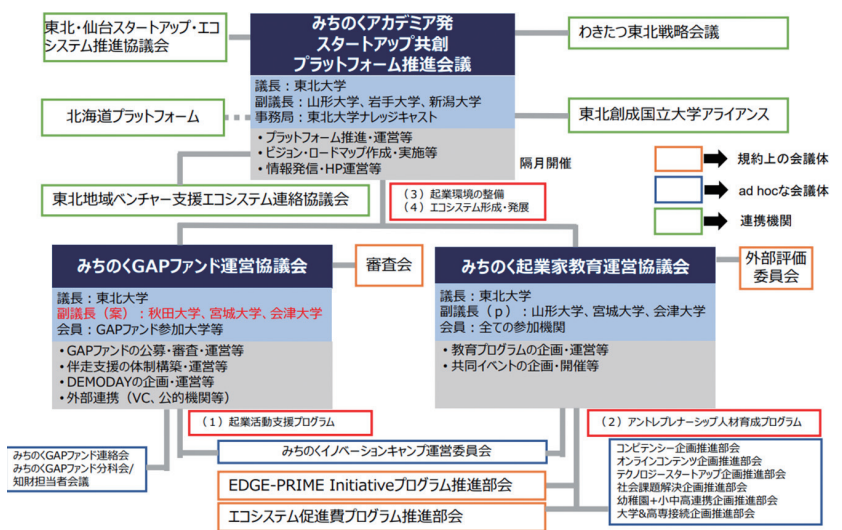 東北・仙台スタートアップ・エコ
システム推進協議会
みちのくアカデミア発
スタートアップ共創
プラットフォーム推進会議
わきたつ東北戦略会議
議長：東北大学
副議長：山形大学、岩手大学、新潟大学
事務局：東北大学ナレッジキャスト
北海道プラットフォーム
東北創成国立大学アライアンス
・プラットフォーム推進・運営等
・ビジョン・ロードマップ作成・実施等
・情報発信・HP運営等
隔月開催
規約上の会議体
ad hocな会議体
連携機関
東北地域ベンチャー支援エコシステム連絡協議会
（３）起業環境の整備
（４）エコシステム形成・発展
みちのくGAPファンド運営協議会
審査会
みちのく起業家教育運営協議会
外部評価
委員会
議長：東北大学
副議長（案）：秋田大学、宮城大学、会津大学
会員：GAPファンド参加大学等
議長：東北大学
副議長（p）：山形大学、宮城大学、会津大学
会員：全ての参加機関
・GAPファンドの公募・審査・運営等
・伴走支援の体制構築・運営等
・DEMODAYの企画・運営等
・外部連携（VC、公的機関等）
・教育プログラムの企画・運営等
・共同イベントの企画・開催等
（１）起業活動支援プログラム
（２）アントレプレナーシップ人材育成プログラム
みちのくGAPファンド連絡会
みちのくGAPファンド分科会/
知財担当者会議
みちのくイノベーションキャンプ運営委員会
EDGE-PRIME Initiativeプログラム推進部会
エコシステム促進費プログラム推進部会
コンピテンシー企画推進部会
オンラインコンテンツ企画推進部会
テクノロジースタートアップ企画推進部会
社会課題解決企画推進部会
幼稚園+小中高連携企画推進部会
大学&高専接続企画推進部会